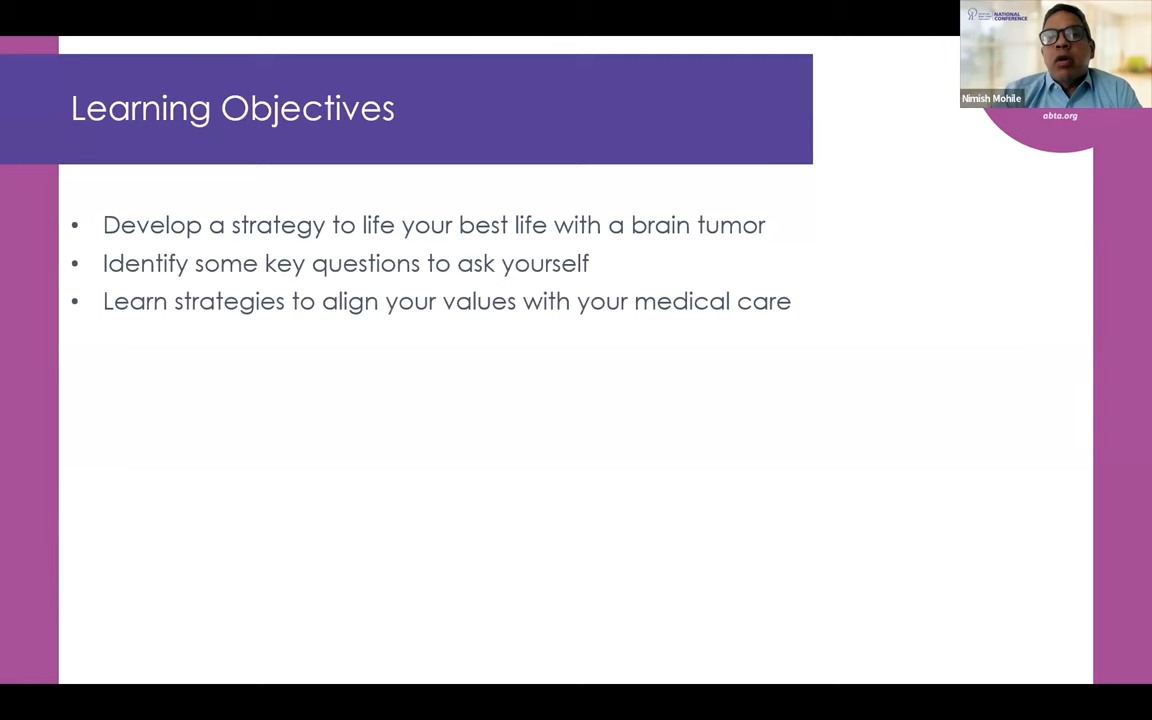 NATIONAL
CONFERENCE
Nimish Mohile
abta.org
Learning Objectives
• Develop a strategy to life your best life with a brain tumor
• Identify some key questions to ask yourself
• Learn strategies to align your values with your medical care